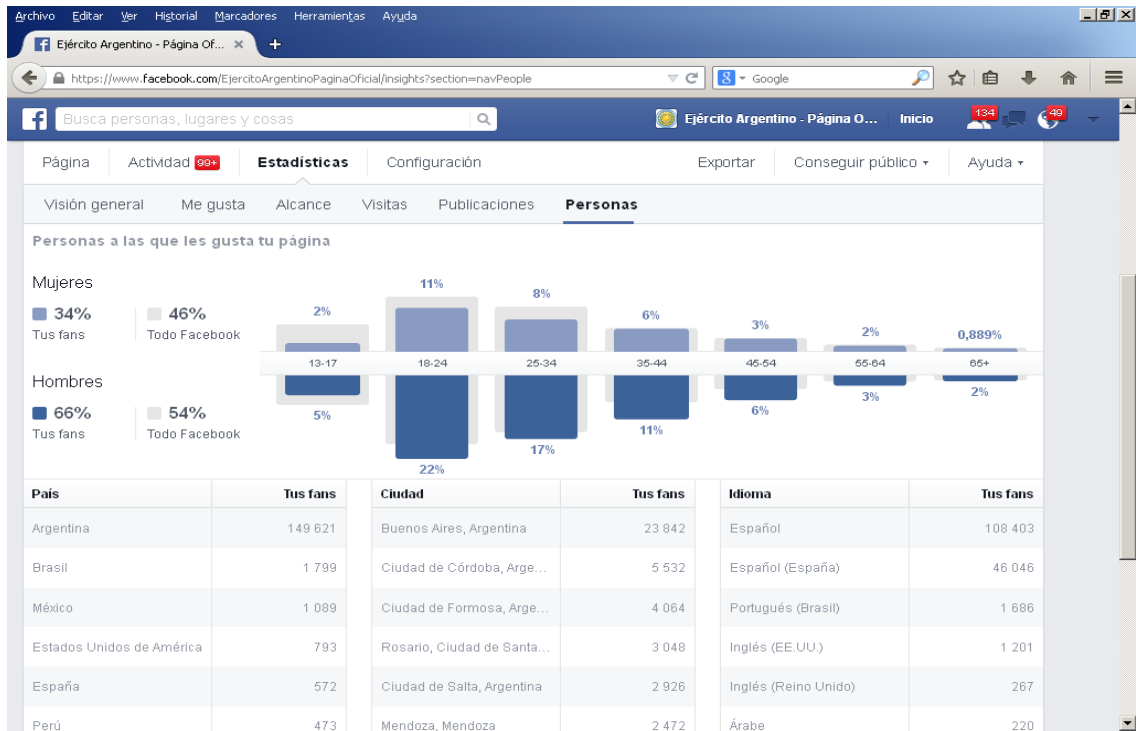 Archivo Editar Ver Historial Marcadores Herramientas Ayuda
Ejército Argentino - Página Of...
https://www.facebook.com/EjercitoArgentinoPaginaOficial/insights?section=navPeople
Google
Busca personas, lugares y cosas
Ejército Argentino - Página O... Inicio 134 49
Página Actividad 99+ Estadísticas Configuración Exportar Conseguir público Ayuda
Visión general Me gusta Alcance Visitas Publicaciones Personas
Personas a las que les gusta tu página
Mujeres
34% 46%
Tus fans Todo Facebook
2% 11% 8% 6% 3% 2% 0,889%
13-17 18-24 25-34 35-44 45-54 55-64 65+
Hombres
66% 54%
Tus fans Todo Facebook
5% 22% 17% 11% 6% 3% 2%
País Tus fans Ciudad Tus fans Idioma Tus fans
Argentina 149 621 Buenos Aires, Argentina 23 842 Español 108 403
Brasil 1 799 Ciudad de Córdoba, Arge... 5 532 Español (España) 46 046
México 1 089 Ciudad de Formosa, Arge... 4 064 Portugués (Brasil) 1 686
Estados Unidos de América 793 Rosario, Ciudad de Santa... 3 048 Inglés (EE.UU.) 1 201
España 572 Ciudad de Salta, Argentina 2 926 Inglés (Reino Unido) 267
Perú 473 Mendoza, Mendoza 2 472 Árabe 220